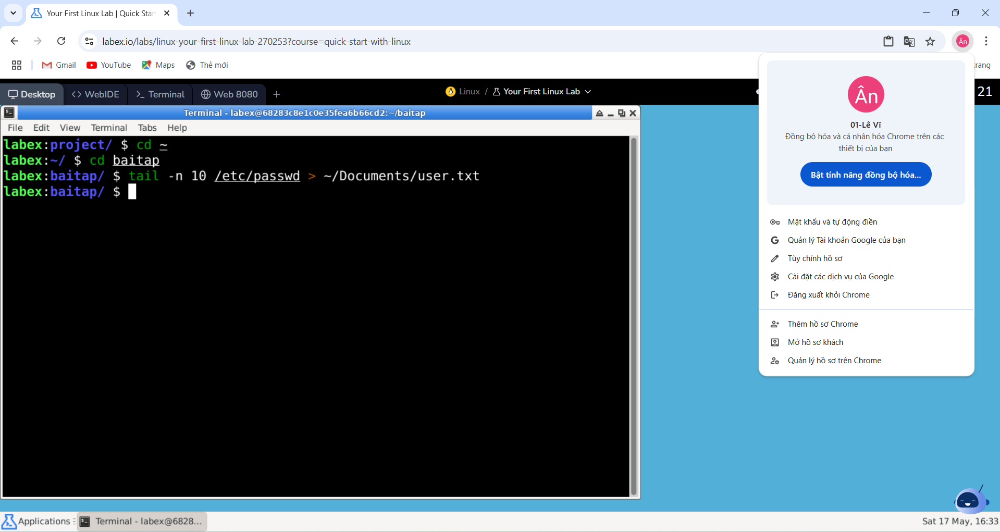 Your First Linux Lab | Quick Star
labex.io/labs/linux-your-first-linux-lab-270253?course=quick-start-with-linux
Ân
Gmail
YouTube
Maps
Thẻ mới
trang
Desktop
WebIDE
Terminal
Web 8080
Linux / Your First Linux Lab
21
Terminal - labex@68283c8e1c0e35fea6b66cd2:~/baitap
File Edit View Terminal Tabs Help
labex:project/ $ cd ~
labex:~/ $ cd baitap
labex:baitap/ $ tail -n 10 /etc/passwd > ~/Documents/user.txt
labex:baitap/ $
Ân
01-Lê Vĩ
Đồng bộ hóa và cá nhân hóa Chrome trên các
thiết bị của bạn
Bật tính năng đồng bộ hóa...
Mật khẩu và tự động điền
Quản lý Tài khoản Google của bạn
Tùy chỉnh hồ sơ
Cài đặt các dịch vụ của Google
Đăng xuất khỏi Chrome
Thêm hồ sơ Chrome
Mở hồ sơ khách
Quản lý hồ sơ trên Chrome
Applications
Terminal - labex@6828...
Sat 17 May, 16:33